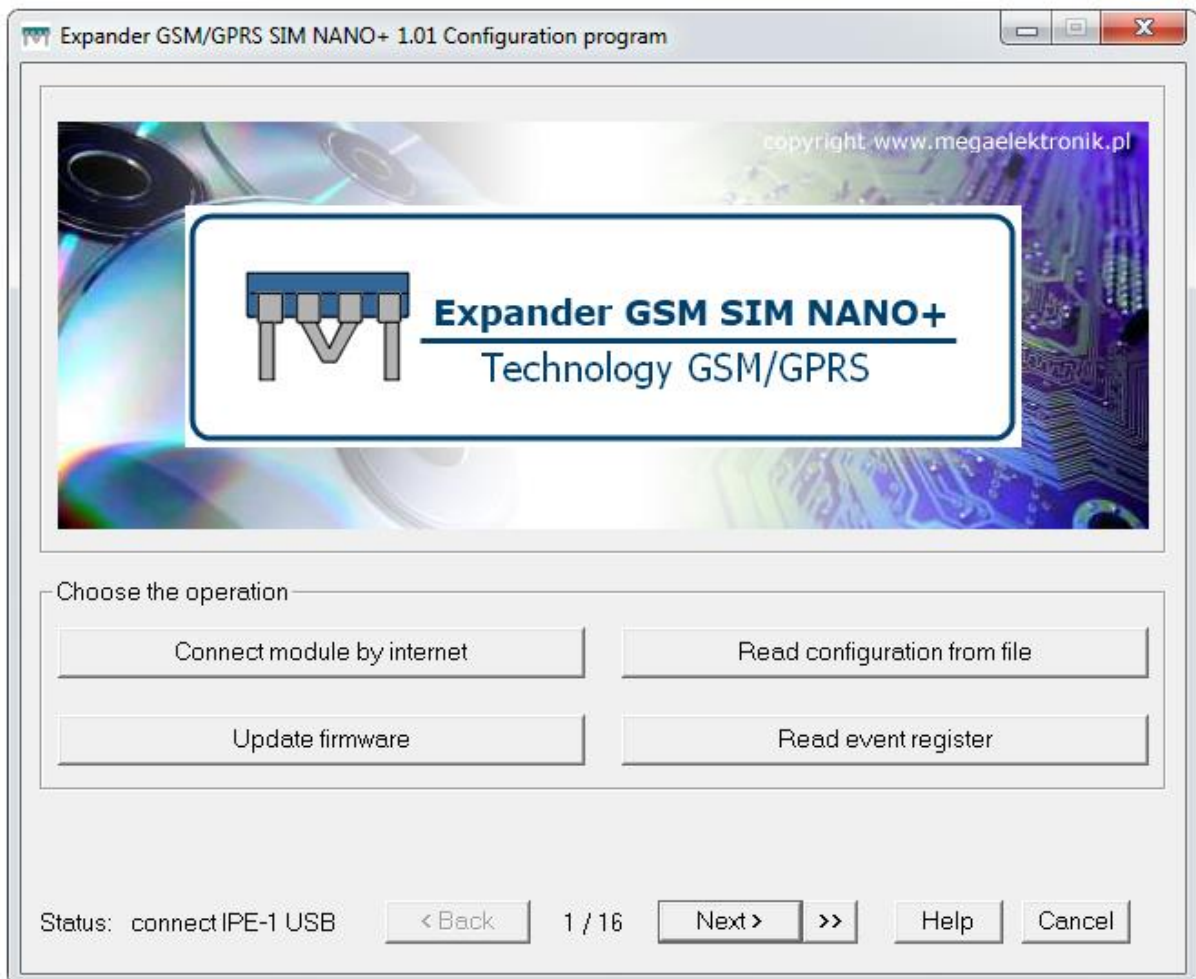 Expander GSM/GPRS SIM NANO+ 1.01 Configuration program
copyright www.megaelektronik.pl
Expander GSM SIM NANO+
Technology GSM/GPRS
Choose the operation
Connect module by internet
Read configuration from file
Update firmware
Read event register
Status: connect IPE-1 USB < Back 1 / 16 Next > >> Help Cancel